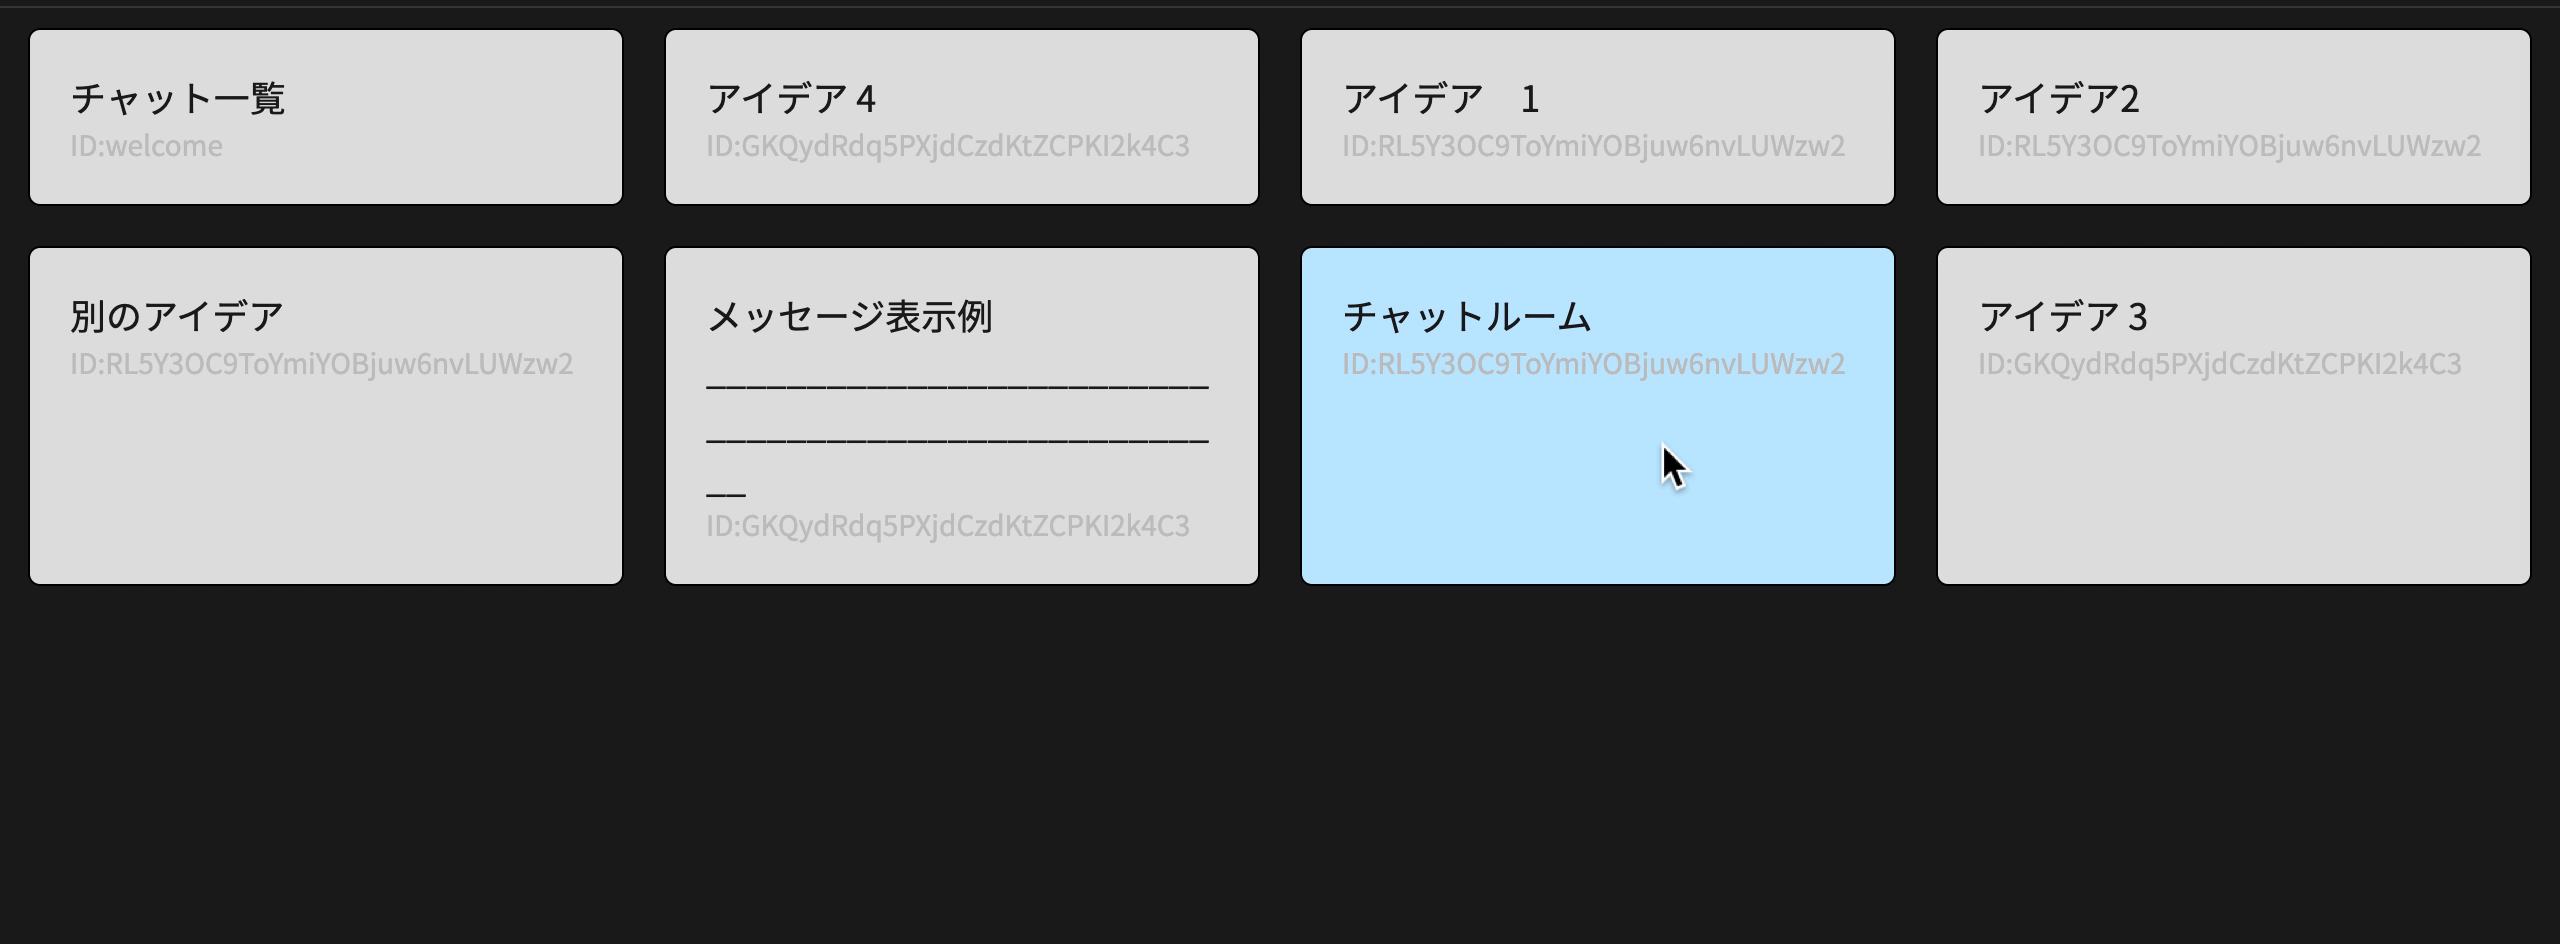 チャット一覧
ID:welcome
アイデア 4
ID:GKQydRdq5PXjdCzdKtZCPKI2k4C3
アイデア　1
ID:RL5Y3OC9ToYmiYOBjuw6nvLUWzw2
アイデア2
ID:RL5Y3OC9ToYmiYOBjuw6nvLUWzw2
別のアイデア
ID:RL5Y3OC9ToYmiYOBjuw6nvLUWzw2
メッセージ表示例
_________________________
_________________________
__
ID:GKQydRdq5PXjdCzdKtZCPKI2k4C3
チャットルーム
ID:RL5Y3OC9ToYmiYOBjuw6nvLUWzw2
アイデア 3
ID:GKQydRdq5PXjdCzdKtZCPKI2k4C3